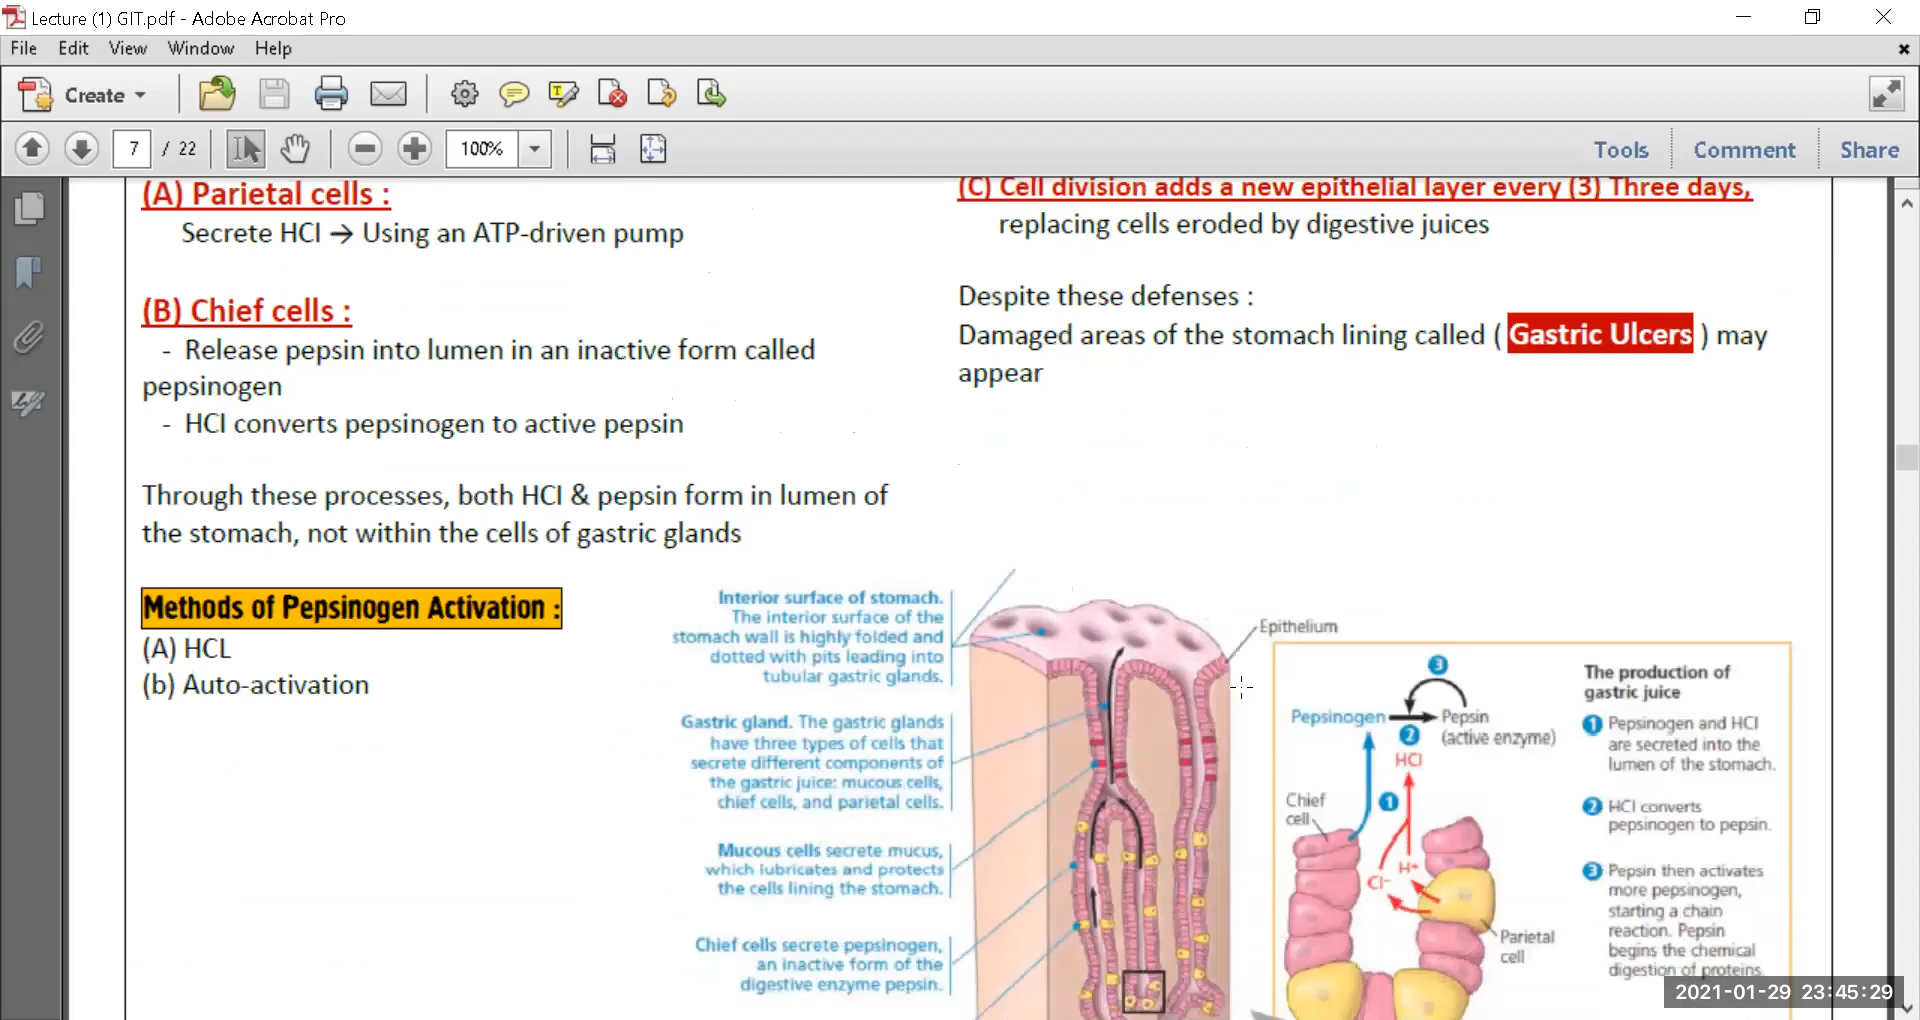 Lecture (1) GIT.pdf - Adobe Acrobat Pro
File Edit View Window Help
Create
7 / 22 100% Tools Comment Share
(A) Parietal cells :
Secrete HCl → Using an ATP-driven pump
(B) Chief cells :
- Release pepsin into lumen in an inactive form called
pepsinogen
- HCl converts pepsinogen to active pepsin
Through these processes, both HCl & pepsin form in lumen of
the stomach, not within the cells of gastric glands
Methods of Pepsinogen Activation :
(A) HCL
(b) Auto-activation
(C) Cell division adds a new epithelial layer every (3) Three days,
replacing cells eroded by digestive juices
Despite these defenses :
Damaged areas of the stomach lining called ( Gastric Ulcers ) may
appear
Interior surface of stomach.
The interior surface of the
stomach wall is highly folded and
dotted with pits leading into
tubular gastric glands.
Gastric gland. The gastric glands
have three types of cells that
secrete different components of
the gastric juice: mucous cells,
chief cells, and parietal cells.
Mucous cells secrete mucus,
which lubricates and protects
the cells lining the stomach.
Chief cells secrete pepsinogen,
an inactive form of the
digestive enzyme pepsin.
Epithelium
3
Pepsinogen Pepsin
(active enzyme)
2
HCl
Chief
cell
1
H+
Cl-
Parietal
cell
The production of
gastric juice
1 Pepsinogen and HCl
are secreted into the
lumen of the stomach.
2 HCl converts
pepsinogen to pepsin.
3 Pepsin then activates
more pepsinogen,
starting a chain
reaction. Pepsin
begins the chemical
digestion of proteins.
2021-01-29 23:45:29